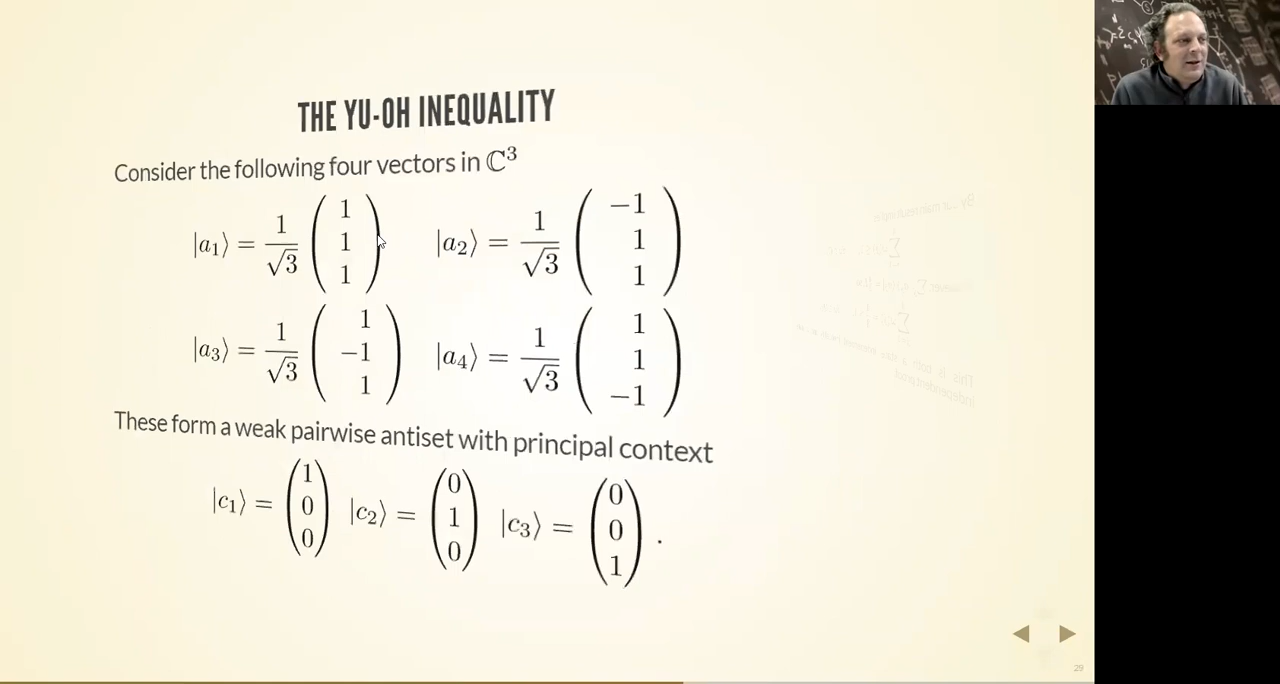 THE YU-OH INEQUALITY
Consider the following four vectors in ℂ³
|a₁⟩ = 1/√3 (1 1 1) |a₂⟩ = 1/√3 (−1 1 1)
|a₃⟩ = 1/√3 (1 −1 1) |a₄⟩ = 1/√3 (1 1 −1)
These form a weak pairwise antiset with principal context
|c₁⟩ = (1 0 0) |c₂⟩ = (0 1 0) |c₃⟩ = (0 0 1) .
29